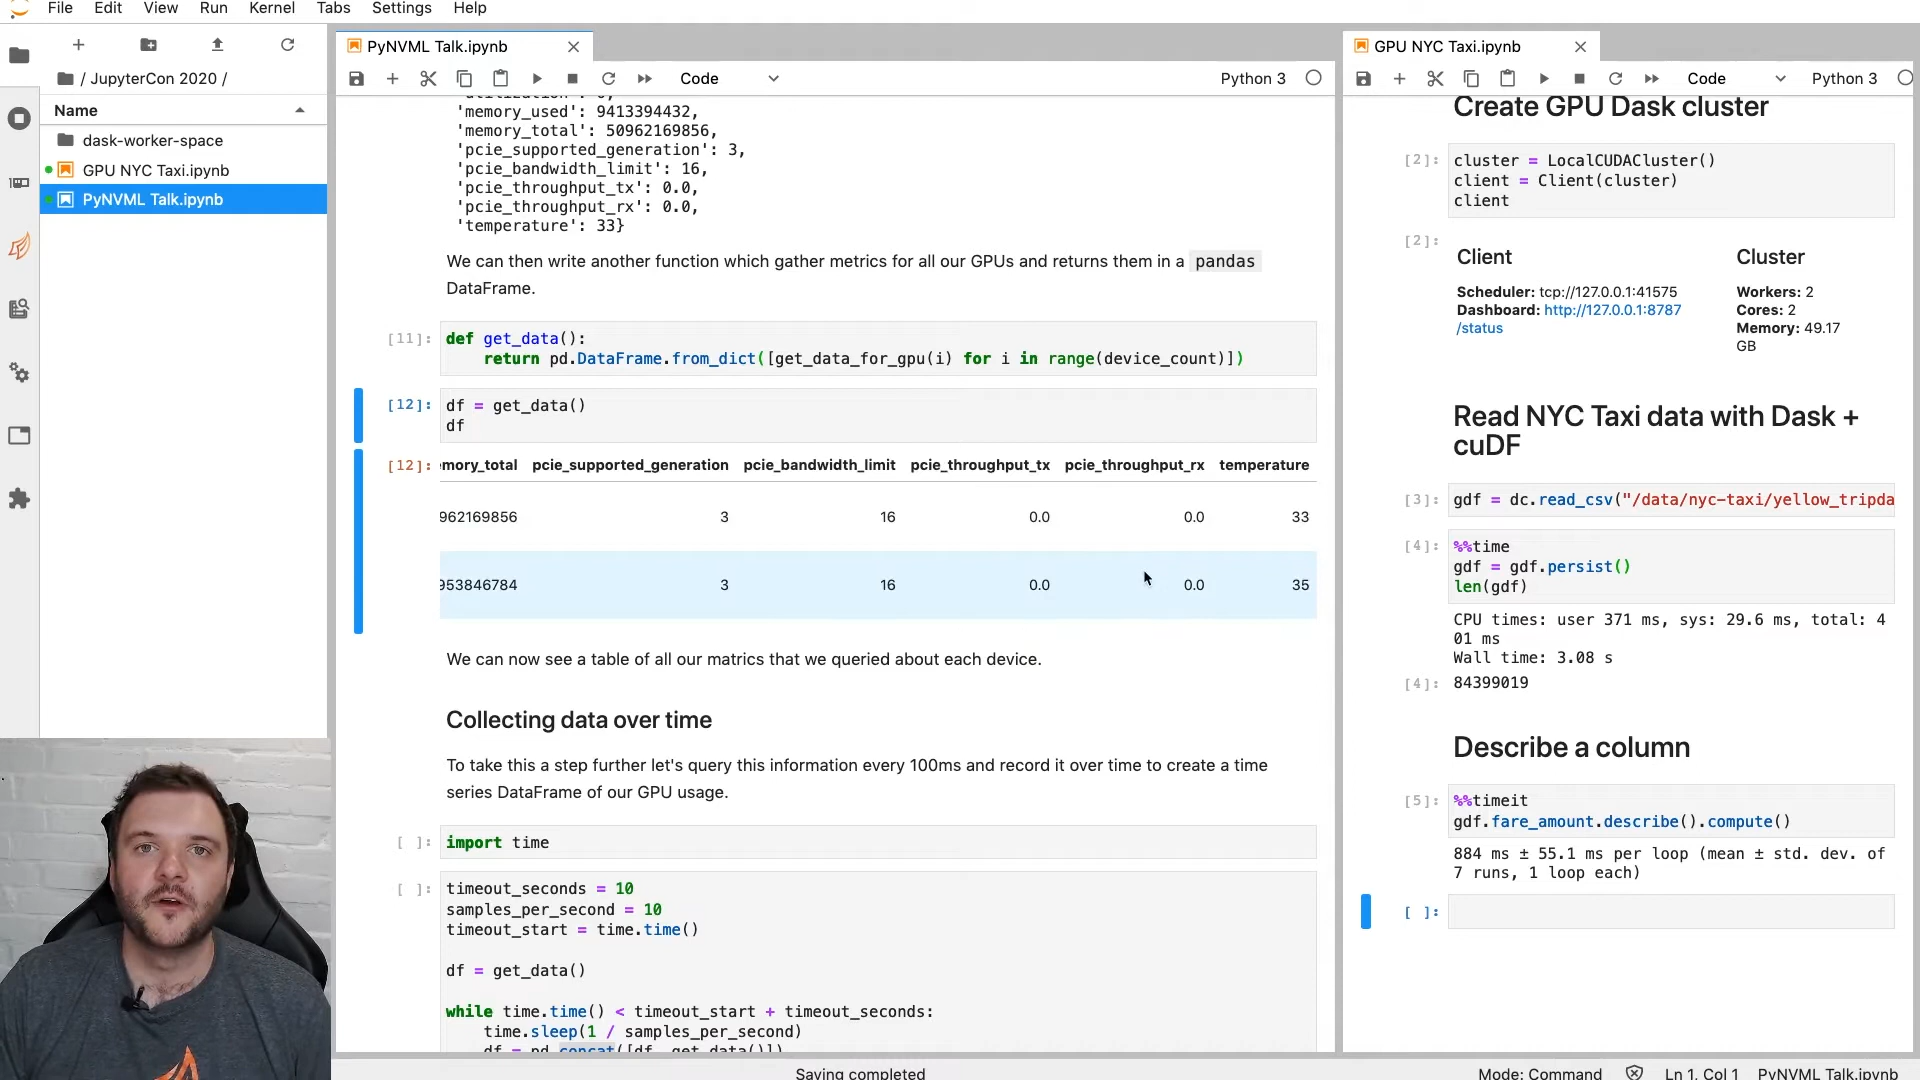 File Edit View Run Kernel Tabs Settings Help
/ JupyterCon 2020 /
Name
dask-worker-space
GPU NYC Taxi.ipynb
PyNVML Talk.ipynb
PyNVML Talk.ipynb
Code
Python 3
'memory_used': 9413394432,
'memory_total': 50962169856,
'pcie_supported_generation': 3,
'pcie_bandwidth_limit': 16,
'pcie_throughput_tx': 0.0,
'pcie_throughput_rx': 0.0,
'temperature': 33}
We can then write another function which gather metrics for all our GPUs and returns them in a pandas
DataFrame.
[11]: def get_data():
return pd.DataFrame.from_dict([get_data_for_gpu(i) for i in range(device_count)])
[12]: df = get_data()
df
[12]: mory_total pcie_supported_generation pcie_bandwidth_limit pcie_throughput_tx pcie_throughput_rx temperature
962169856 3 16 0.0 0.0 33
953846784 3 16 0.0 0.0 35
We can now see a table of all our matrics that we queried about each device.
Collecting data over time
To take this a step further let's query this information every 100ms and record it over time to create a time
series DataFrame of our GPU usage.
[ ]: import time
[ ]: timeout_seconds = 10
samples_per_second = 10
timeout_start = time.time()
df = get_data()
while time.time() < timeout_start + timeout_seconds:
time.sleep(1 / samples_per_second)
df = pd.concat([df, get_data()])
GPU NYC Taxi.ipynb
Code
Python 3
Create GPU Dask cluster
[2]: cluster = LocalCUDACluster()
client = Client(cluster)
client
[2]:
Client
Scheduler: tcp://127.0.0.1:41575
Dashboard: http://127.0.0.1:8787
/status
Cluster
Workers: 2
Cores: 2
Memory: 49.17
GB
Read NYC Taxi data with Dask +
cuDF
[3]: gdf = dc.read_csv("/data/nyc-taxi/yellow_tripda
[4]: %%time
gdf = gdf.persist()
len(gdf)
CPU times: user 371 ms, sys: 29.6 ms, total: 4
01 ms
Wall time: 3.08 s
[4]: 84399019
Describe a column
[5]: %%timeit
gdf.fare_amount.describe().compute()
884 ms ± 55.1 ms per loop (mean ± std. dev. of
7 runs, 1 loop each)
[ ]:
Saving completed
Mode: Command
Ln 1, Col 1
PyNVML Talk.ipynb